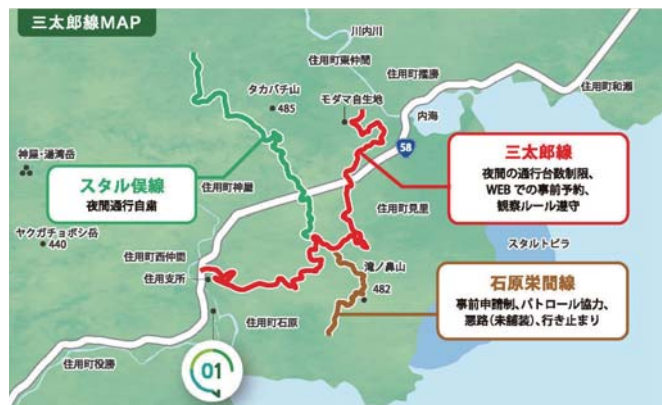 三太郎線MAP
川内川
住用町東仲間
住用町摺勝
住用町和瀬
タカバチ山
485
モダマ自生地
内海
58
神屋・湯湾岳
スタル俣線
夜間通行自粛
住用町神屋
三太郎線
夜間の通行台数制限、
WEBでの事前予約、
観察ルール遵守
住用町見里
ヤクガチョボシ岳
440
住用町西仲間
住用支所
スタルトビラ
滝ノ鼻山
482
石原栄間線
事前申請制、パトロール協力、
悪路(未舗装)、行き止まり
住用町石原
住用町役勝
01